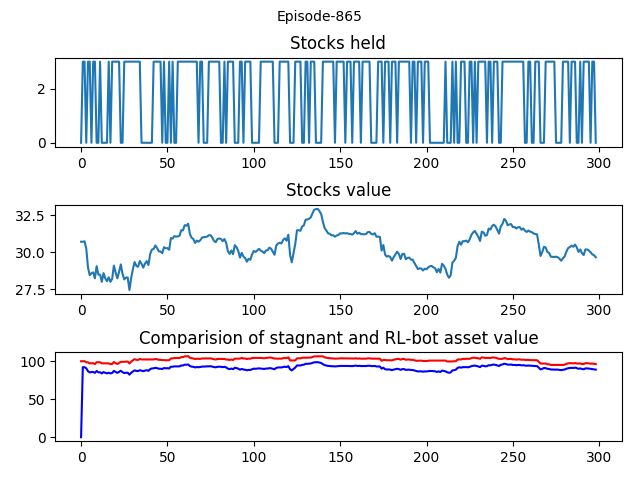 Episode-865
Stocks held
2
0
0 50 100 150 200 250 300
Stocks value
32.5
30.0
27.5
0 50 100 150 200 250 300
Comparision of stagnant and RL-bot asset value
100
50
0
0 50 100 150 200 250 300